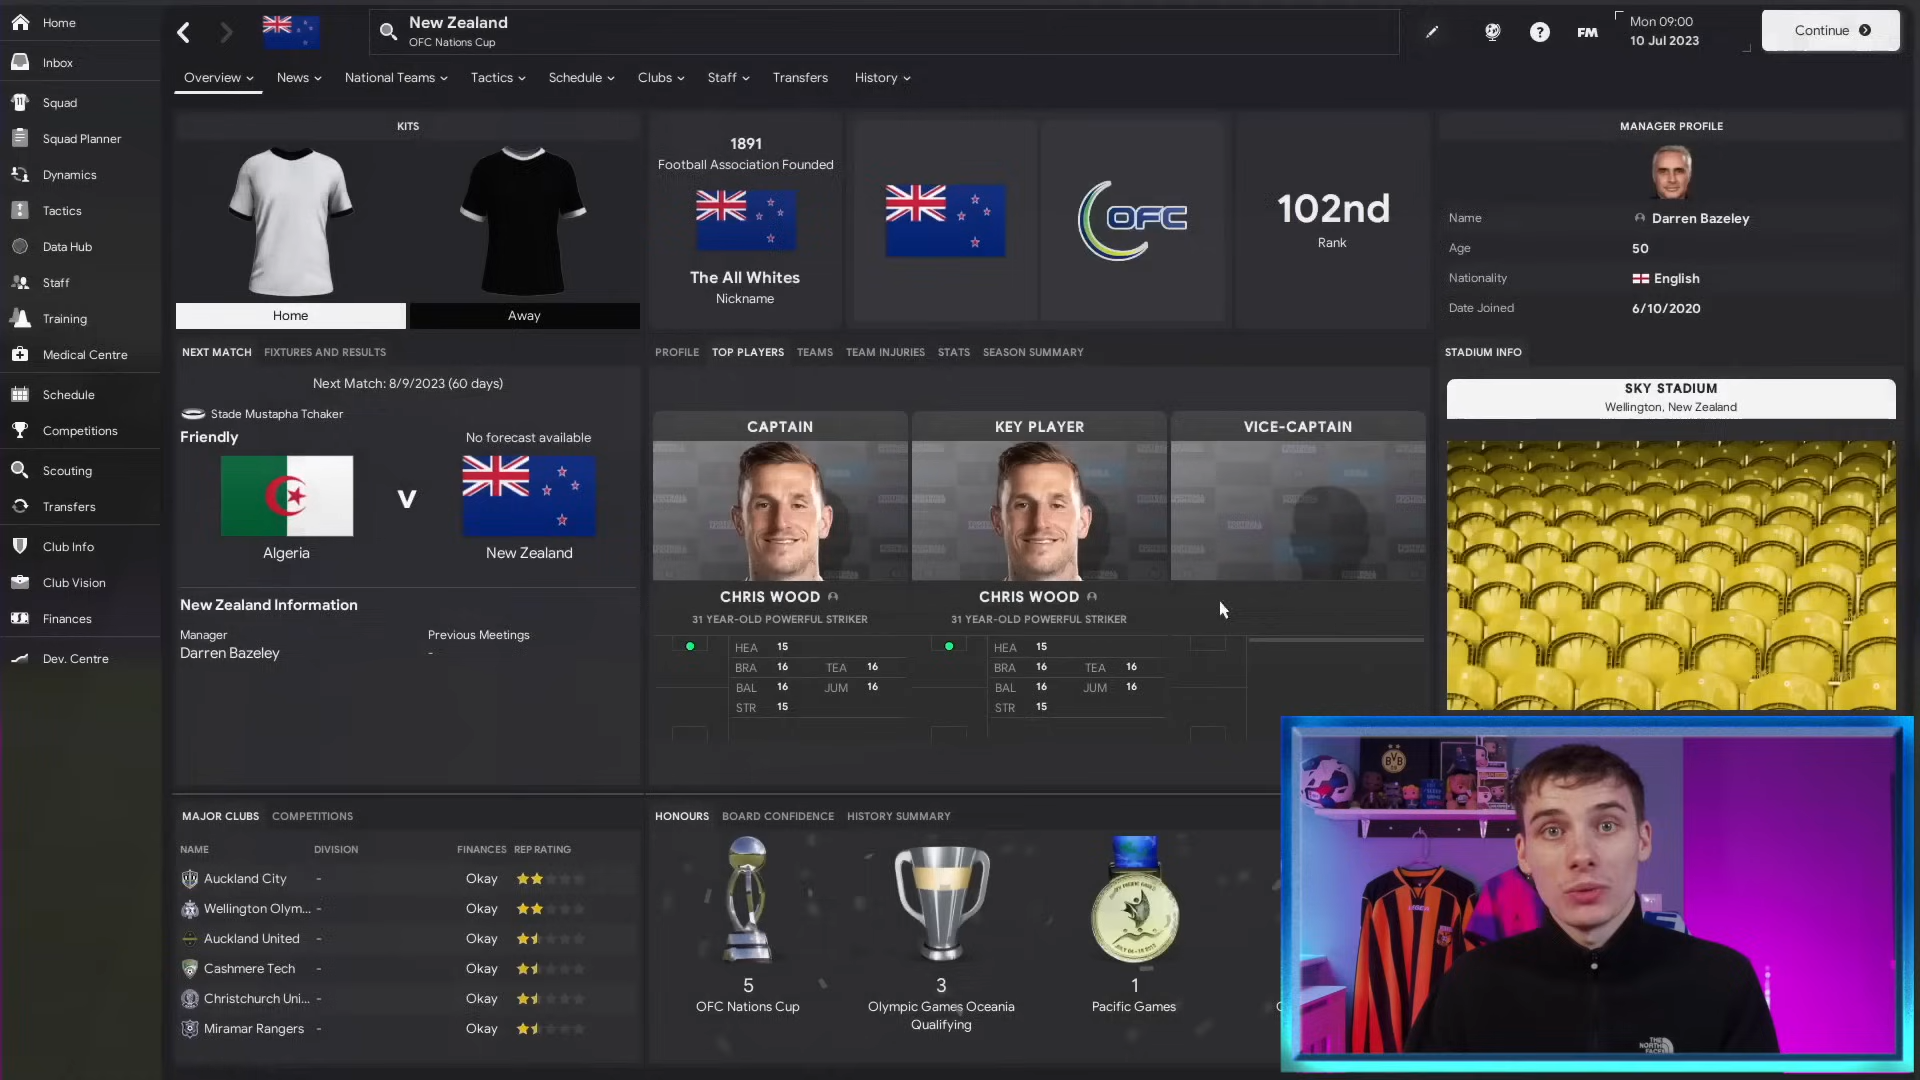 Home
Inbox
Squad
Squad Planner
Dynamics
Tactics
Data Hub
Staff
Training
Medical Centre
Schedule
Competitions
Scouting
Transfers
Club Info
Club Vision
Finances
Dev. Centre
New Zealand
OFC Nations Cup
FM
Mon 09:00
10 Jul 2023
Continue
Overview
News
National Teams
Tactics
Schedule
Clubs
Staff
Transfers
History
KITS
Home
Away
1891
Football Association Founded
The All Whites
Nickname
OFC
102nd
Rank
MANAGER PROFILE
Name Darren Bazeley
Age 50
Nationality English
Date Joined 6/10/2020
NEXT MATCH FIXTURES AND RESULTS
Next Match: 8/9/2023 (60 days)
Stade Mustapha Tchaker
Friendly No forecast available
v
Algeria New Zealand
New Zealand Information
Manager Previous Meetings
Darren Bazeley -
PROFILE TOP PLAYERS TEAMS TEAM INJURIES STATS SEASON SUMMARY
CAPTAIN
CHRIS WOOD
31 YEAR-OLD POWERFUL STRIKER
HEA 15
BRA 16 TEA 16
BAL 16 JUM 16
STR 15
KEY PLAYER
CHRIS WOOD
31 YEAR-OLD POWERFUL STRIKER
HEA 15
BRA 16 TEA 16
BAL 16 JUM 16
STR 15
VICE-CAPTAIN
STADIUM INFO
SKY STADIUM
Wellington, New Zealand
MAJOR CLUBS COMPETITIONS
NAME DIVISION FINANCES REP RATING
Auckland City - Okay
Wellington Olym... - Okay
Auckland United - Okay
Cashmere Tech - Okay
Christchurch Uni... - Okay
Miramar Rangers - Okay
HONOURS BOARD CONFIDENCE HISTORY SUMMARY
5
OFC Nations Cup
3
Olympic Games Oceania
Qualifying
1
Pacific Games
BVB
09
THE
NORTH
FACE